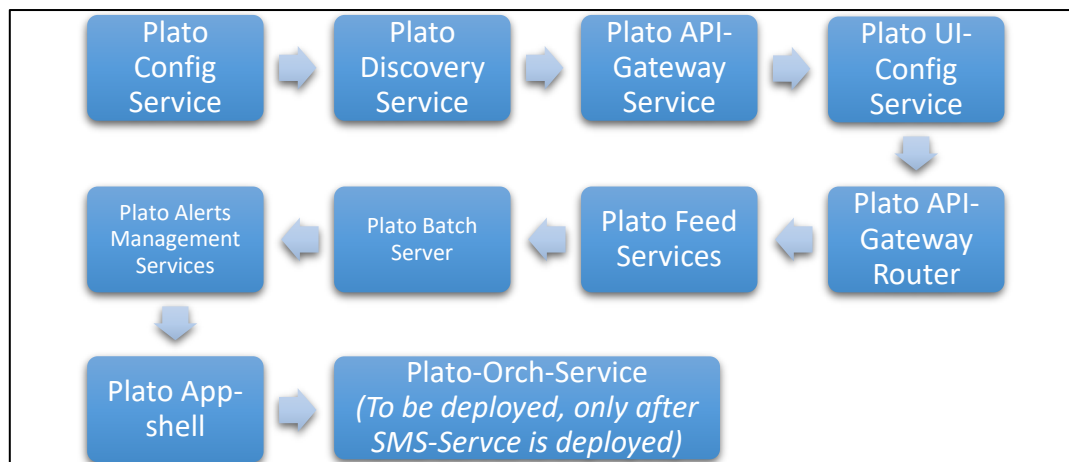 Plato
Config
Service
Plato
Discovery
Service
Plato API-
Gateway
Service
Plato UI-
Config
Service
Plato Alerts
Management
Services
Plato Batch
Server
Plato Feed
Services
Plato API-
Gateway
Router
Plato App-
shell
Plato-Orch-Service
(To be deployed, only after
SMS-Servce is deployed)